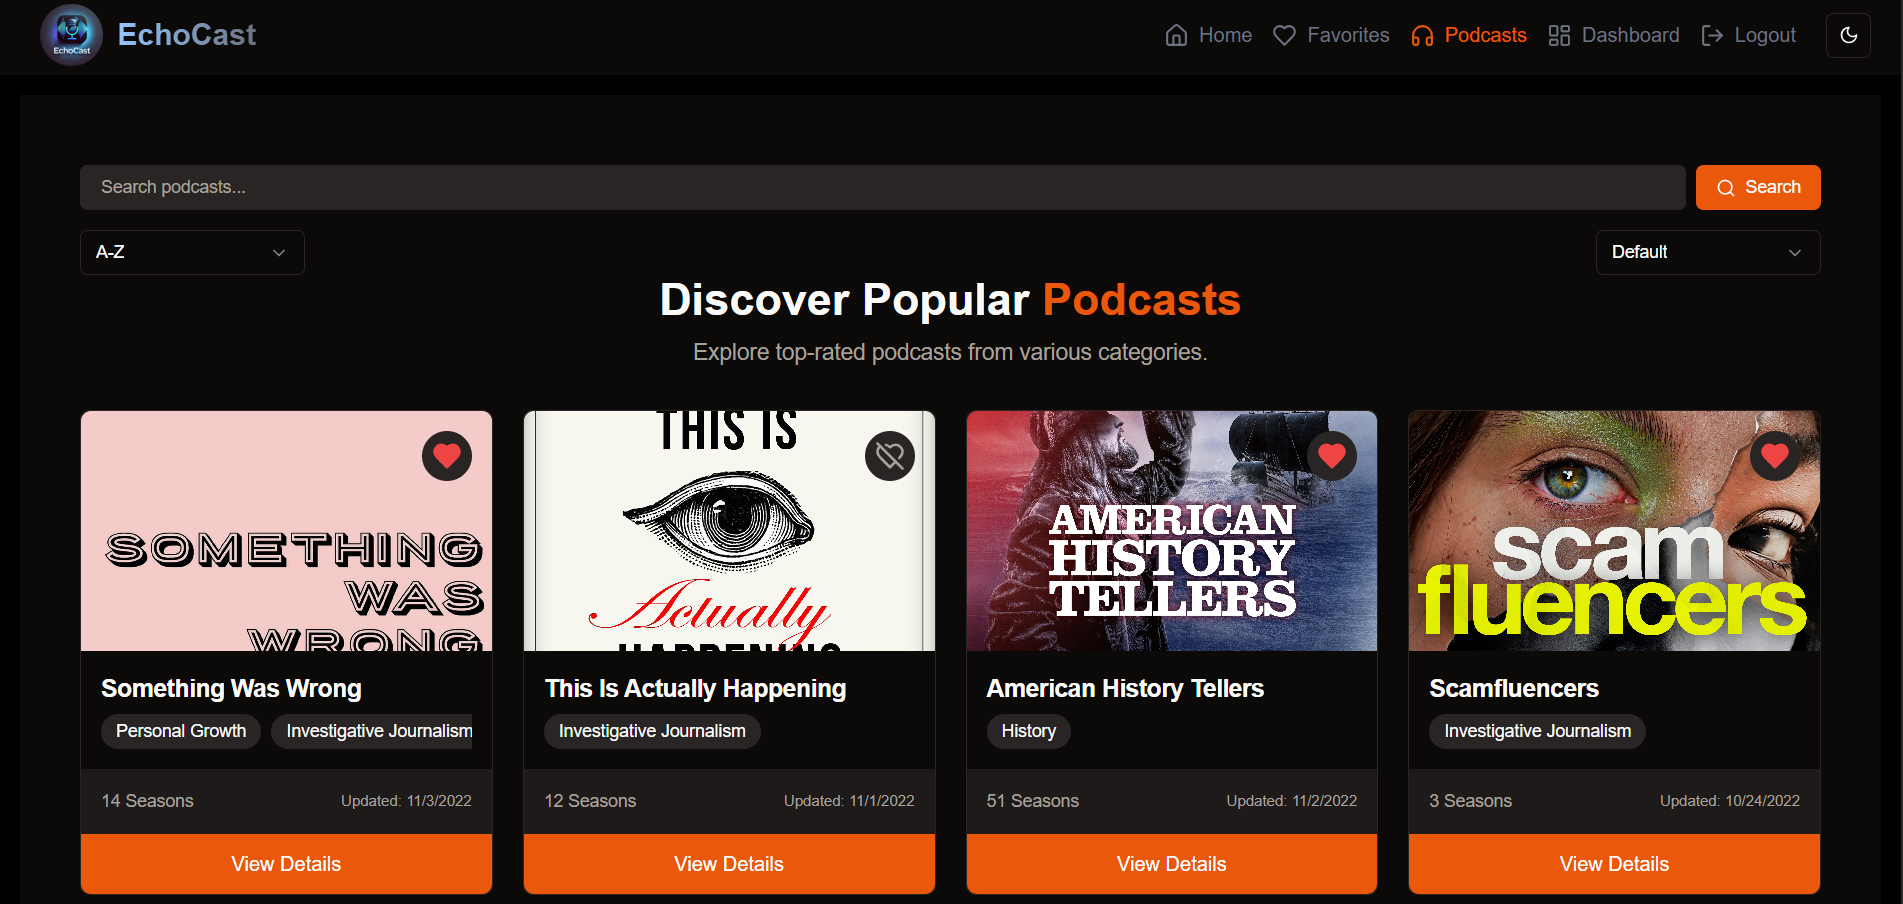 EchoCast
EchoCast
Home
Favorites
Podcasts
Dashboard
Logout
Search podcasts...
Search
A-Z
Default
Discover Popular Podcasts
Explore top-rated podcasts from various categories.
SOMETHING
WAS
WRONG
THIS IS
Actually
HAPPENING
AMERICAN
HISTORY
TELLERS
scam
fluencers
Something Was Wrong
Personal Growth
Investigative Journalism
14 Seasons
Updated: 11/3/2022
View Details
This Is Actually Happening
Investigative Journalism
12 Seasons
Updated: 11/1/2022
View Details
American History Tellers
History
51 Seasons
Updated: 11/2/2022
View Details
Scamfluencers
Investigative Journalism
3 Seasons
Updated: 10/24/2022
View Details